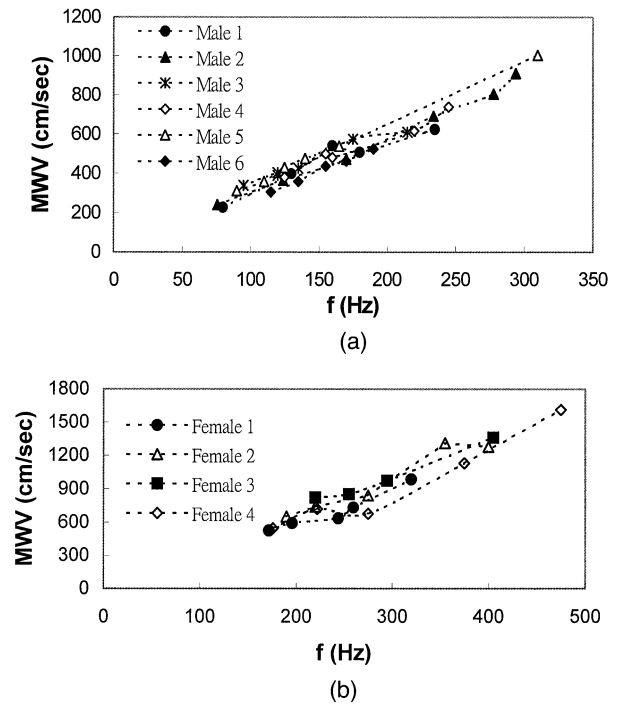 1200
1000
800
600
400
200
0
MWV (cm/sec)
Male 1
Male 2
Male 3
Male 4
Male 5
Male 6
0 50 100 150 200 250 300 350
f (Hz)
(a)
1800
1500
1200
900
600
300
0
MWV (cm/sec)
Female 1
Female 2
Female 3
Female 4
0 100 200 300 400 500
f (Hz)
(b)